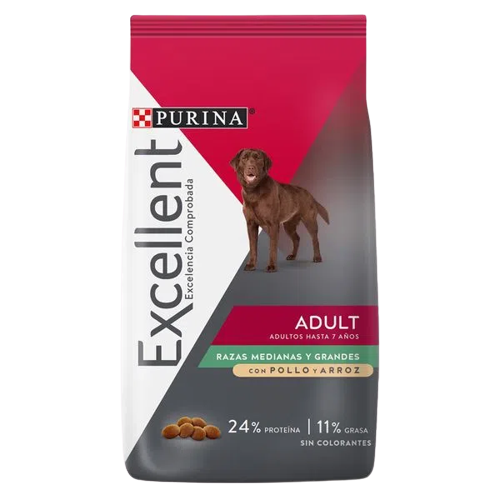 PURINA®
Excellent
Excelencia Comprobada
ADULT
ADULTOS HASTA 7 AÑOS
RAZAS MEDIANAS Y GRANDES
CON POLLO Y ARROZ
24% PROTEÍNA | 11% GRASA
SIN COLORANTES